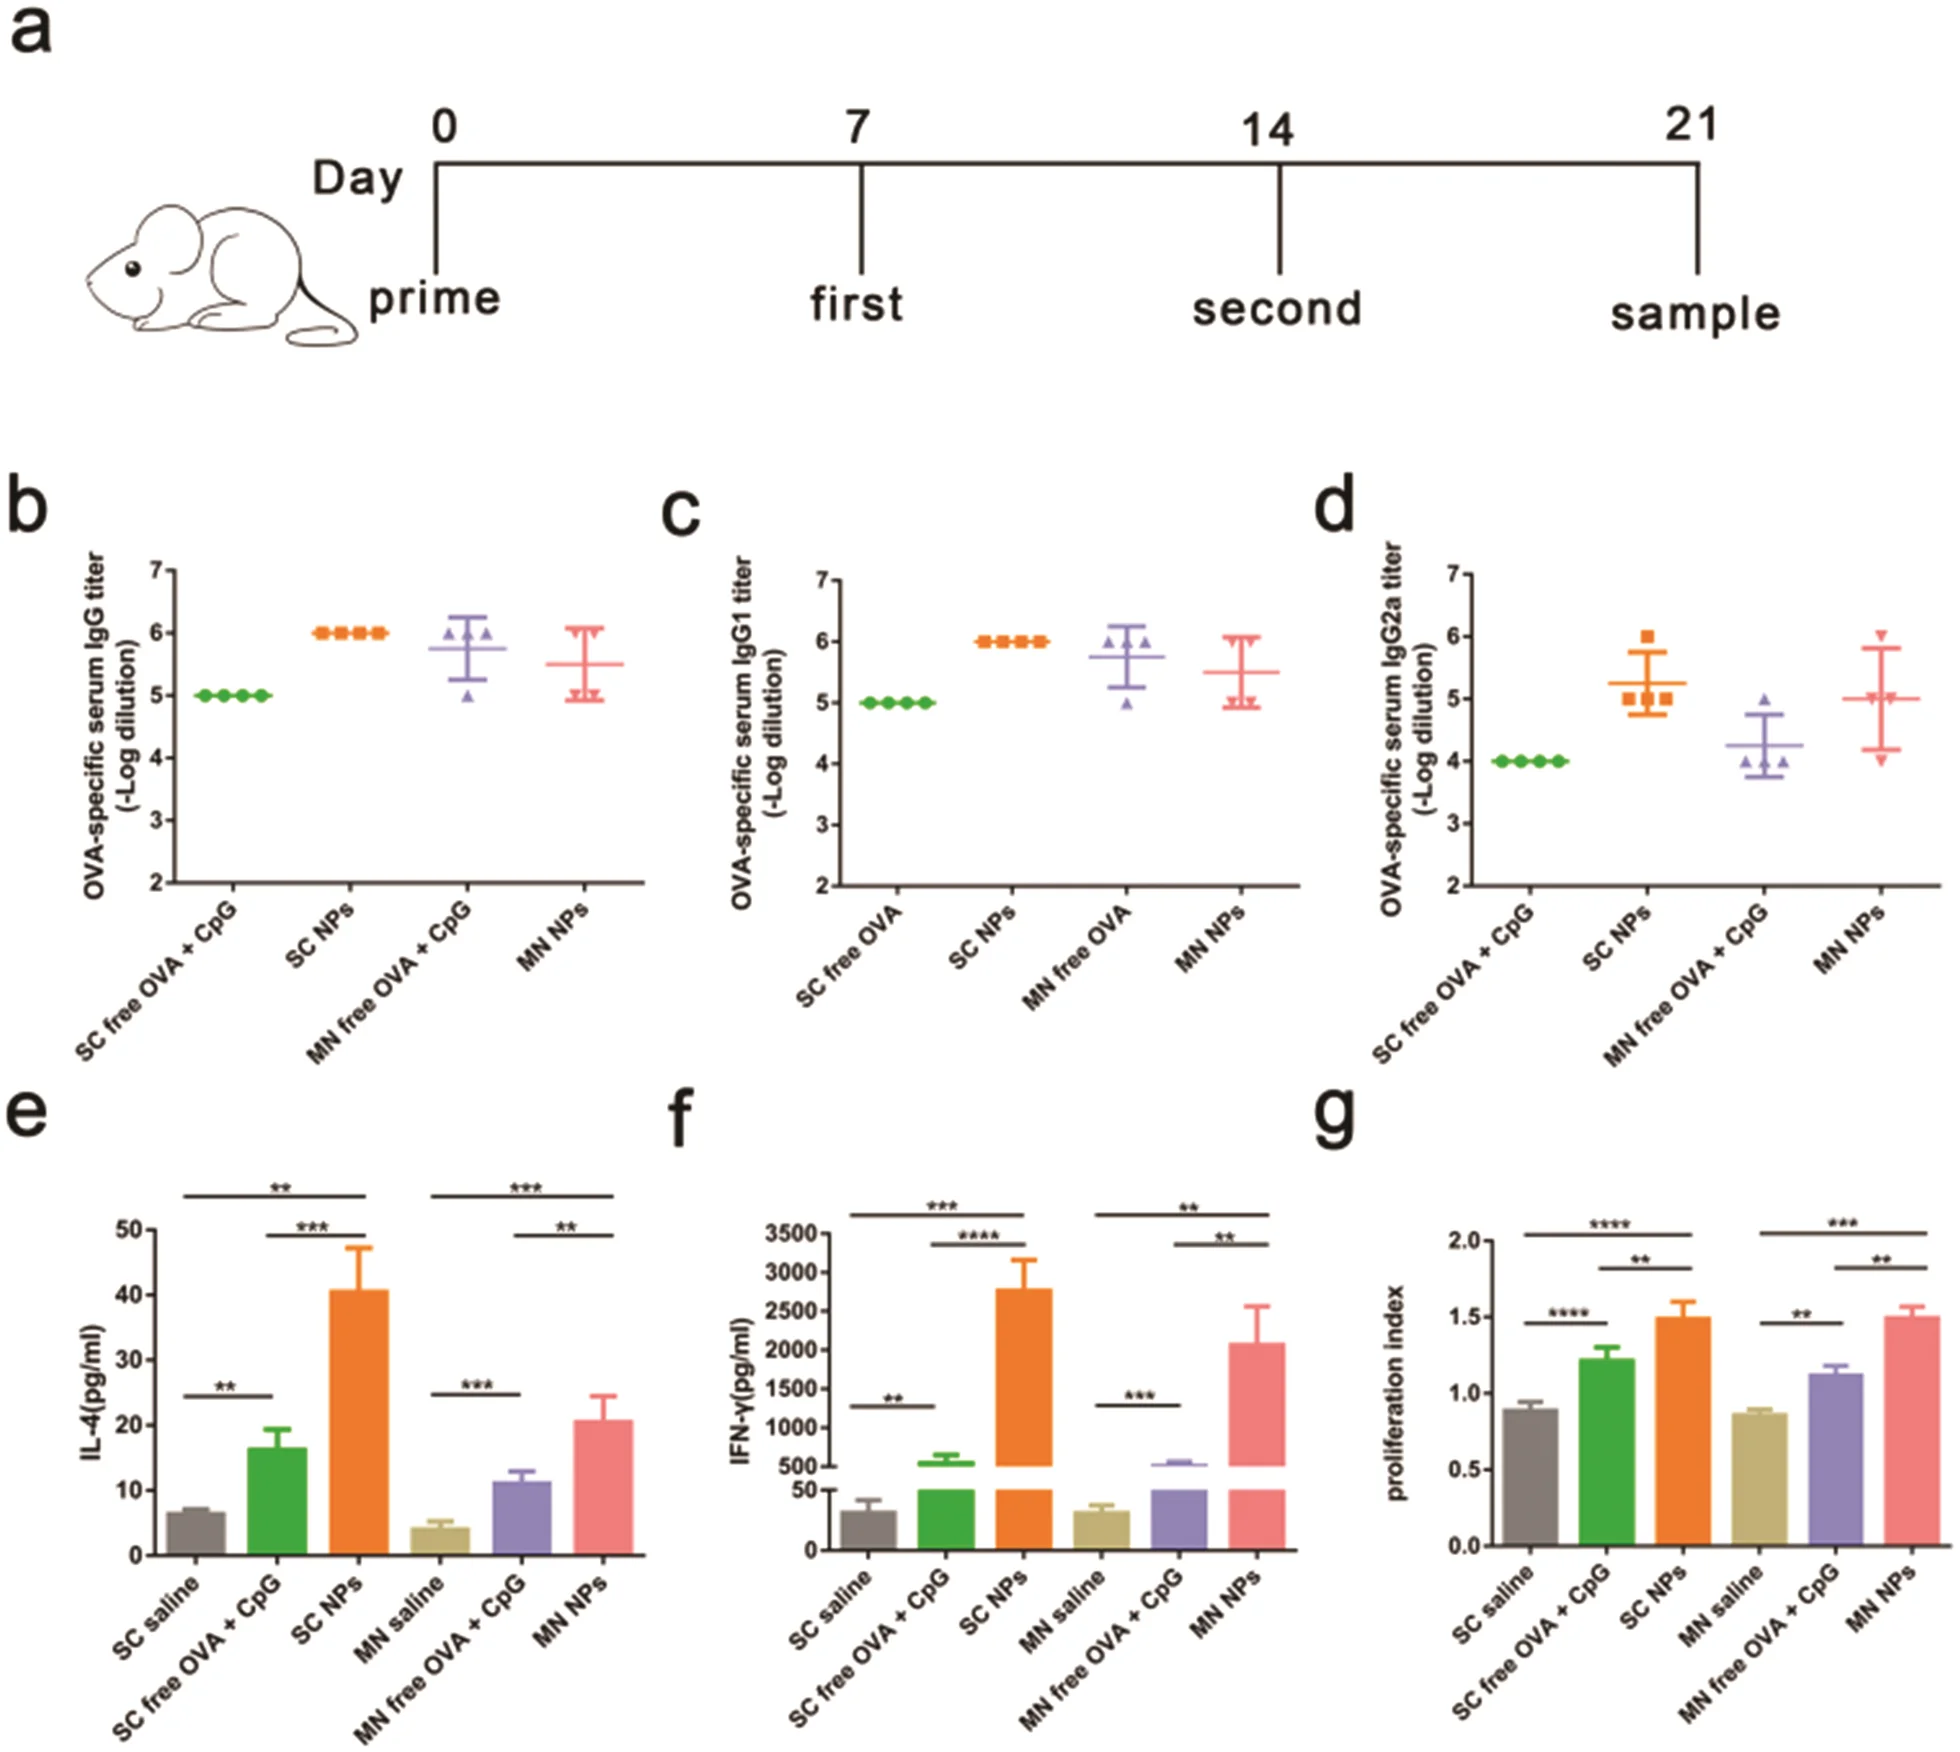 a
0 7 14 21
Day
prime first second sample
b
OVA-specific serum IgG titer
(-Log dilution)
7
6
5
4
3
2
SC free OVA + CpG
SC NPs
MN free OVA + CpG
MN NPs
c
OVA-specific serum IgG1 titer
(-Log dilution)
7
6
5
4
3
2
SC free OVA
SC NPs
MN free OVA
MN NPs
d
OVA-specific serum IgG2a titer
(-Log dilution)
7
6
5
4
3
2
SC free OVA + CpG
SC NPs
MN free OVA + CpG
MN NPs
e
** ***
*** **
** ***
IL-4(pg/ml)
50
40
30
20
10
0
SC saline
SC free OVA + CpG
SC NPs
MN saline
MN free OVA + CpG
MN NPs
f
*** **
**** **
** ***
IFN-γ(pg/ml)
3500
3000
2500
2000
1500
1000
500
50
0
SC saline
SC free OVA + CpG
SC NPs
MN saline
MN free OVA + CpG
MN NPs
g
**** ***
** **
**** **
proliferation index
2.0
1.5
1.0
0.5
0.0
SC saline
SC free OVA + CpG
SC NPs
MN saline
MN free OVA + CpG
MN NPs